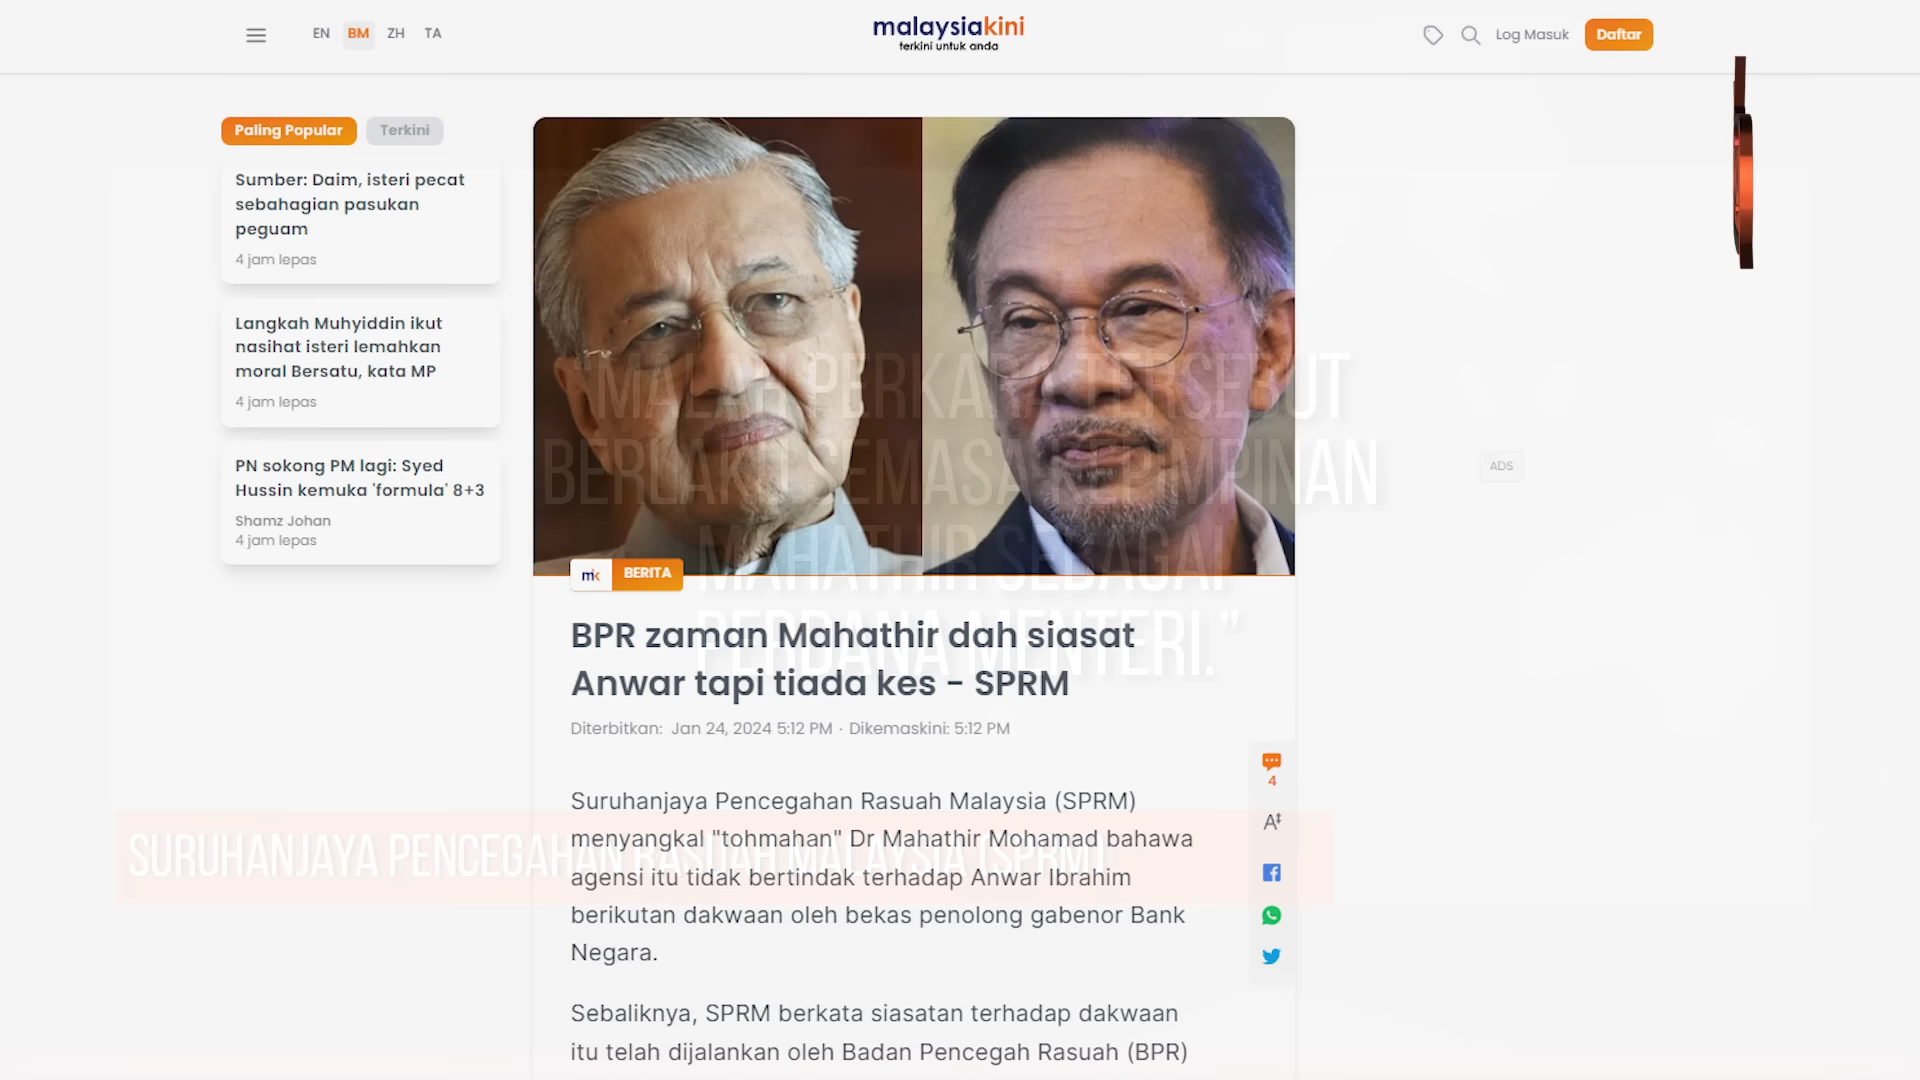 EN BM ZH TA
malaysiakini
terkini untuk anda
Log Masuk
Daftar
Paling Popular
Terkini
Sumber: Daim, isteri pecat
sebahagian pasukan
peguam
4 jam lepas
Langkah Muhyiddin ikut
nasihat isteri lemahkan
moral Bersatu, kata MP
4 jam lepas
PN sokong PM lagi: Syed
Hussin kemuka 'formula' 8+3
Shamz Johan
4 jam lepas
ADS
“MALAH PERKARA TERSEBUT
BERLAKU SEMASA KEPIMPINAN
MAHATHIR SEBAGAI
PERDANA MENTERI.”
mk BERITA
BPR zaman Mahathir dah siasat
Anwar tapi tiada kes - SPRM
Diterbitkan: Jan 24, 2024 5:12 PM · Dikemaskini: 5:12 PM
4
Suruhanjaya Pencegahan Rasuah Malaysia (SPRM)
menyangkal "tohmahan" Dr Mahathir Mohamad bahawa
agensi itu tidak bertindak terhadap Anwar Ibrahim
berikutan dakwaan oleh bekas penolong gabenor Bank
Negara.
Sebaliknya, SPRM berkata siasatan terhadap dakwaan
itu telah dijalankan oleh Badan Pencegah Rasuah (BPR)
SURUHANJAYA PENCEGAHAN RASUAH MALAYSIA (SPRM)